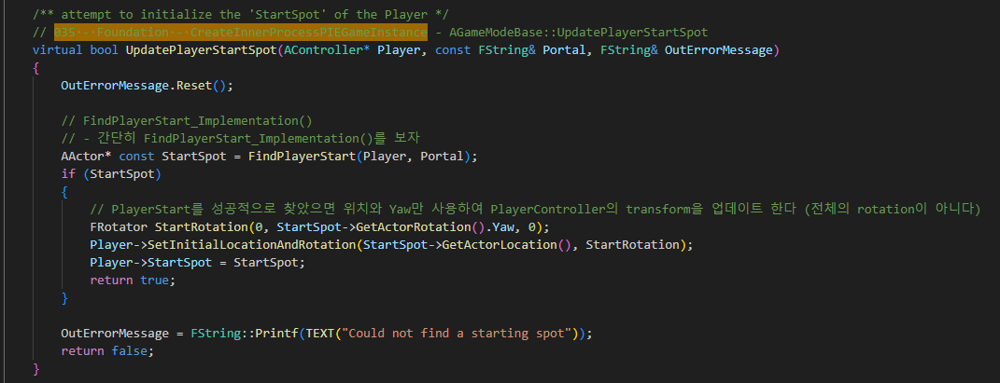 /** attempt to initialize the 'StartSpot' of the Player */
// 035 - Foundation - CreateInnerProcessPIEGameInstance - AGameModeBase::UpdatePlayerStartSpot
virtual bool UpdatePlayerStartSpot(AController* Player, const FString& Portal, FString& OutErrorMessage)
{
    OutErrorMessage.Reset();

    // FindPlayerStart_Implementation()
    // - 간단히 FindPlayerStart_Implementation()를 보자
    AActor* const StartSpot = FindPlayerStart(Player, Portal);
    if (StartSpot)
    {
        // PlayerStart를 성공적으로 찾았으면 위치와 Yaw만 사용하여 PlayerController의 transform을 업데이트 한다 (전체의 rotation이 아니다)
        FRotator StartRotation(0, StartSpot->GetActorRotation().Yaw, 0);
        Player->SetInitialLocationAndRotation(StartSpot->GetActorLocation(), StartRotation);
        Player->StartSpot = StartSpot;
        return true;
    }

    OutErrorMessage = FString::Printf(TEXT("Could not find a starting spot"));
    return false;
}